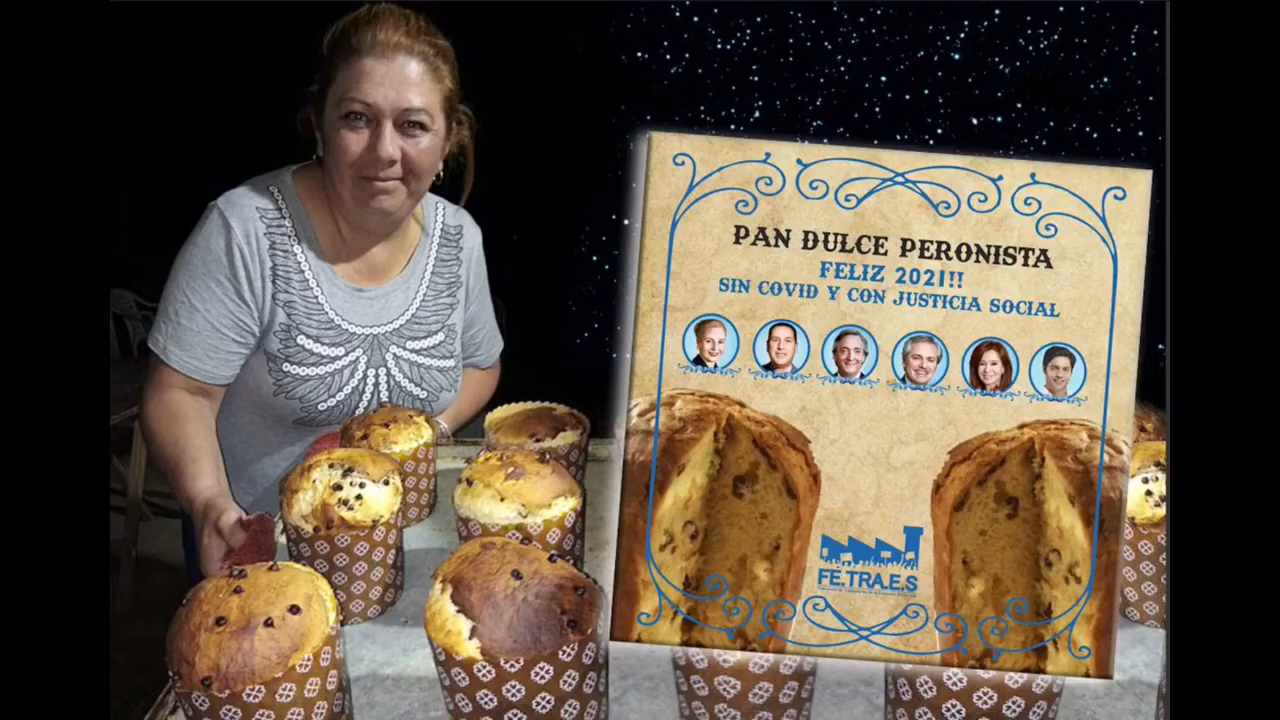 PAN DULCE PERONISTA
FELIZ 2021!!
SIN COVID Y CON JUSTICIA SOCIAL
FE.TRA.E.S